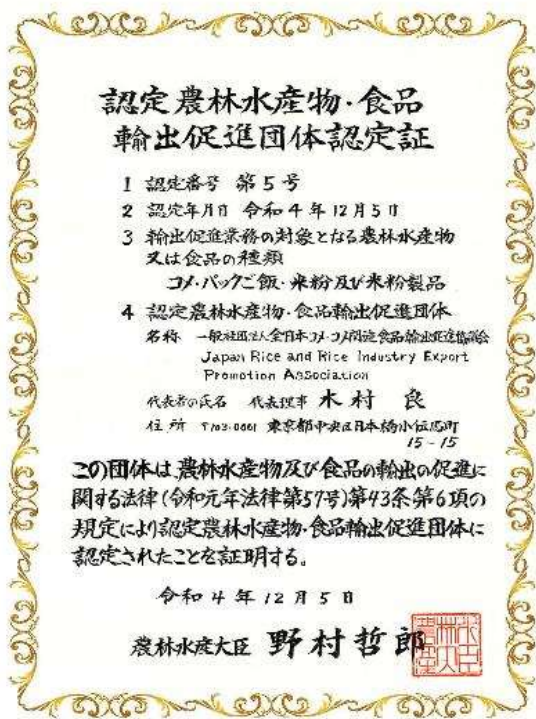 認定農林水産物・食品
輸出促進団体認定証
1 認定番号 第5号
2 認定年月日 令和4年12月5日
3 輸出促進業務の対象となる農林水産物
又は食品の種類
コメ・パックご飯・米粉及び米粉製品
4 認定農林水産物・食品輸出促進団体
名称 一般社団法人全日本コメ・コメ関連食品輸出促進協議会
Japan Rice and Rice Industry Export
Promotion Association
代表者の氏名 代表理事 木村 良
住所 〒103-0001 東京都中央区日本橋小伝馬町
15-15
この団体は、農林水産物及び食品の輸出の促進に
関する法律(令和元年法律第57号)第43条第6項の
規定により認定農林水産物・食品輸出促進団体に
認定されたことを証明する。
令和4年12月5日
農林水産大臣 野村哲郎